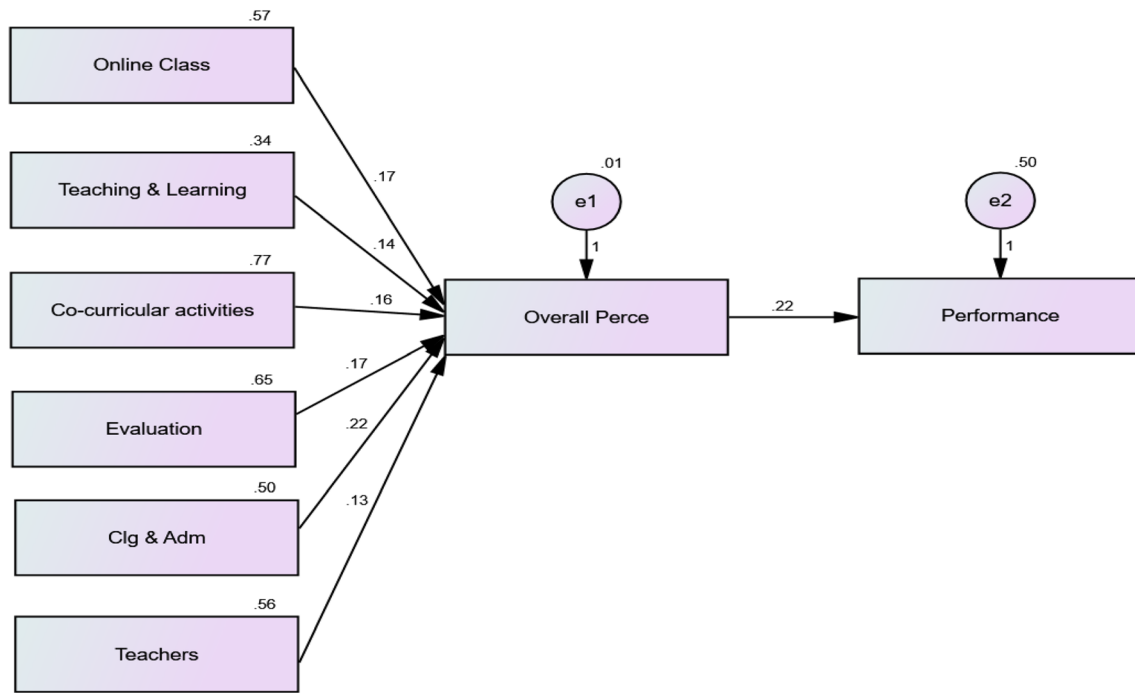 .57
Online Class
.34
Teaching & Learning
.77
Co-curricular activities
.65
Evaluation
.50
Clg & Adm
.56
Teachers
.17
.14
.16
.17
.22
.13
.01
e1
1
Overall Perce
.22
.50
e2
1
Performance